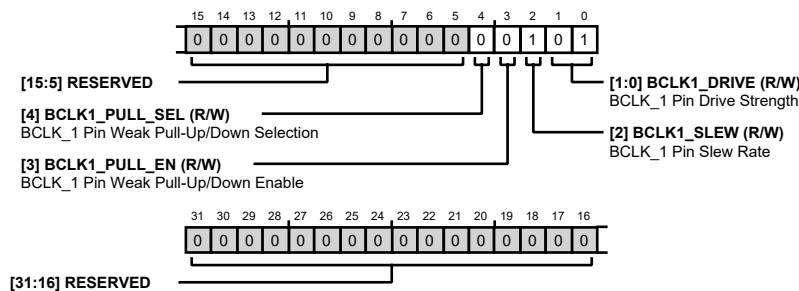 15 14 13 12 11 10 9 8 7 6 5 4 3 2 1 0
0 0 0 0 0 0 0 0 0 0 0 0 0 1 0 1
[15:5] RESERVED
[1:0] BCLK1_DRIVE (R/W)
BCLK_1 Pin Drive Strength
[4] BCLK1_PULL_SEL (R/W)
BCLK_1 Pin Weak Pull-Up/Down Selection
[2] BCLK1_SLEW (R/W)
BCLK_1 Pin Slew Rate
[3] BCLK1_PULL_EN (R/W)
BCLK_1 Pin Weak Pull-Up/Down Enable
31 30 29 28 27 26 25 24 23 22 21 20 19 18 17 16
0 0 0 0 0 0 0 0 0 0 0 0 0 0 0 0
[31:16] RESERVED